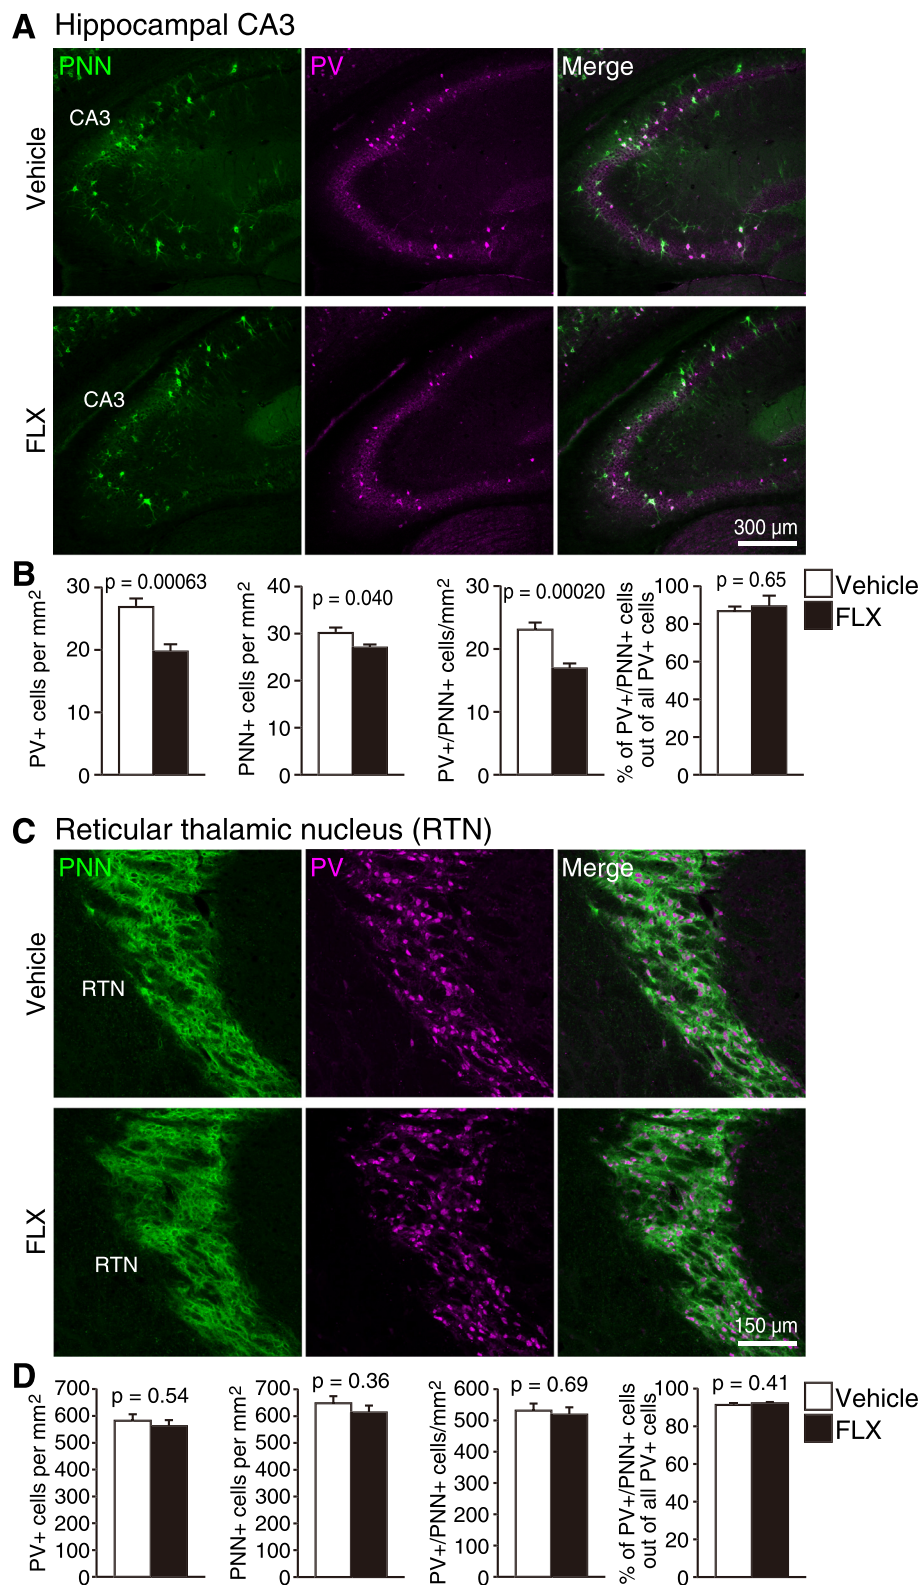 A Hippocampal CA3
PNN
PV
Merge
CA3
Vehicle
CA3
FLX
300 µm
B
PV+ cells per mm2
p = 0.00063
30
20
10
0
PNN+ cells per mm2
p = 0.040
40
30
20
10
0
PV+/PNN+ cells/mm2
p = 0.00020
30
20
10
0
% of PV+/PNN+ cells
out of all PV+ cells
p = 0.65
100
80
60
40
20
0
Vehicle
FLX
C Reticular thalamic nucleus (RTN)
PNN
PV
Merge
Vehicle
RTN
FLX
RTN
150 µm
D
PV+ cells per mm2
p = 0.54
700
600
500
400
300
200
100
0
PNN+ cells per mm2
p = 0.36
700
600
500
400
300
200
100
0
PV+/PNN+ cells/mm2
p = 0.69
600
500
400
300
200
100
0
% of PV+/PNN+ cells
out of all PV+ cells
p = 0.41
100
80
60
40
20
0
Vehicle
FLX